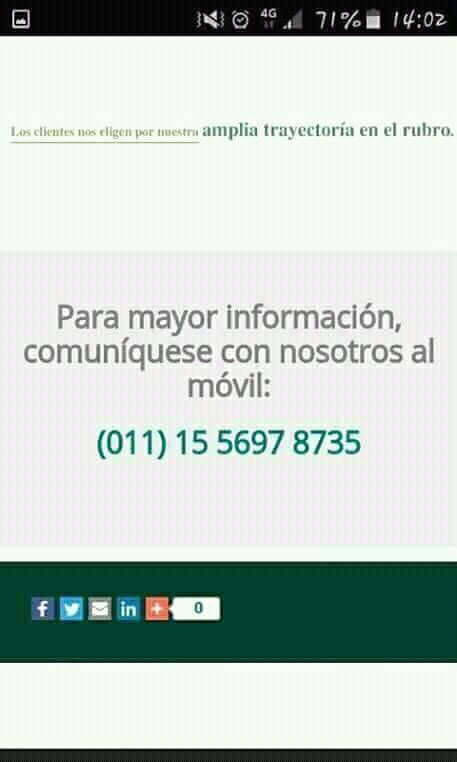 4G 71% 14:02
Los clientes nos eligen por nuestra amplia trayectoría en el rubro.
Para mayor información,
comuníquese con nosotros al
móvil:
(011) 15 5697 8735
f in + 0